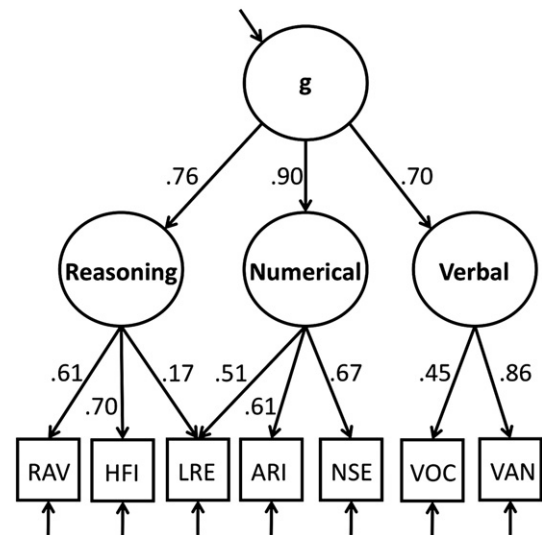 g
.76 .90 .70
Reasoning Numerical Verbal
.61 .70 .17 .51 .61 .67 .45 .86
RAV HFI LRE ARI NSE VOC VAN